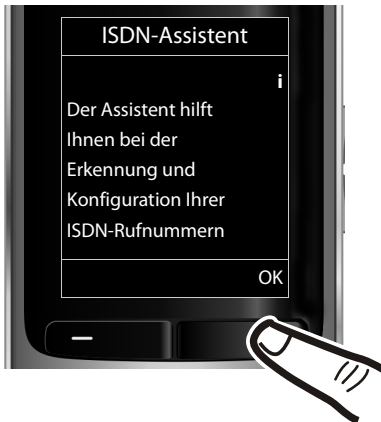 ISDN-Assistent
i
Der Assistent hilft
Ihnen bei der
Erkennung und
Konfiguration Ihrer
ISDN-Rufnummern
OK